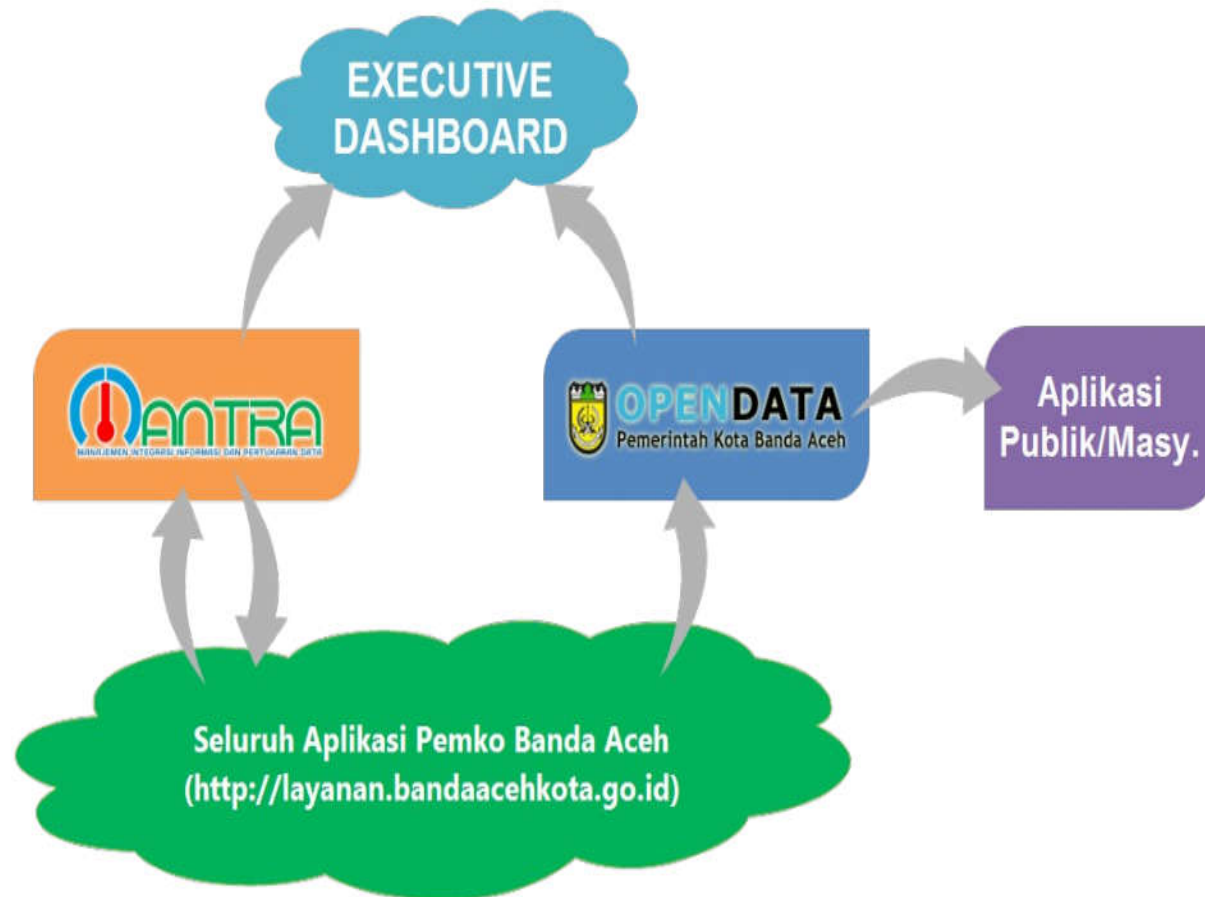 EXECUTIVE
DASHBOARD
MANTRA
MANAJEMEN INTEGRASI INFORMASI DAN PERTUKARAN DATA
OPENDATA
Pemerintah Kota Banda Aceh
Aplikasi
Publik/Masy.
Seluruh Aplikasi Pemko Banda Aceh
(http://layanan.bandaacehkota.go.id)